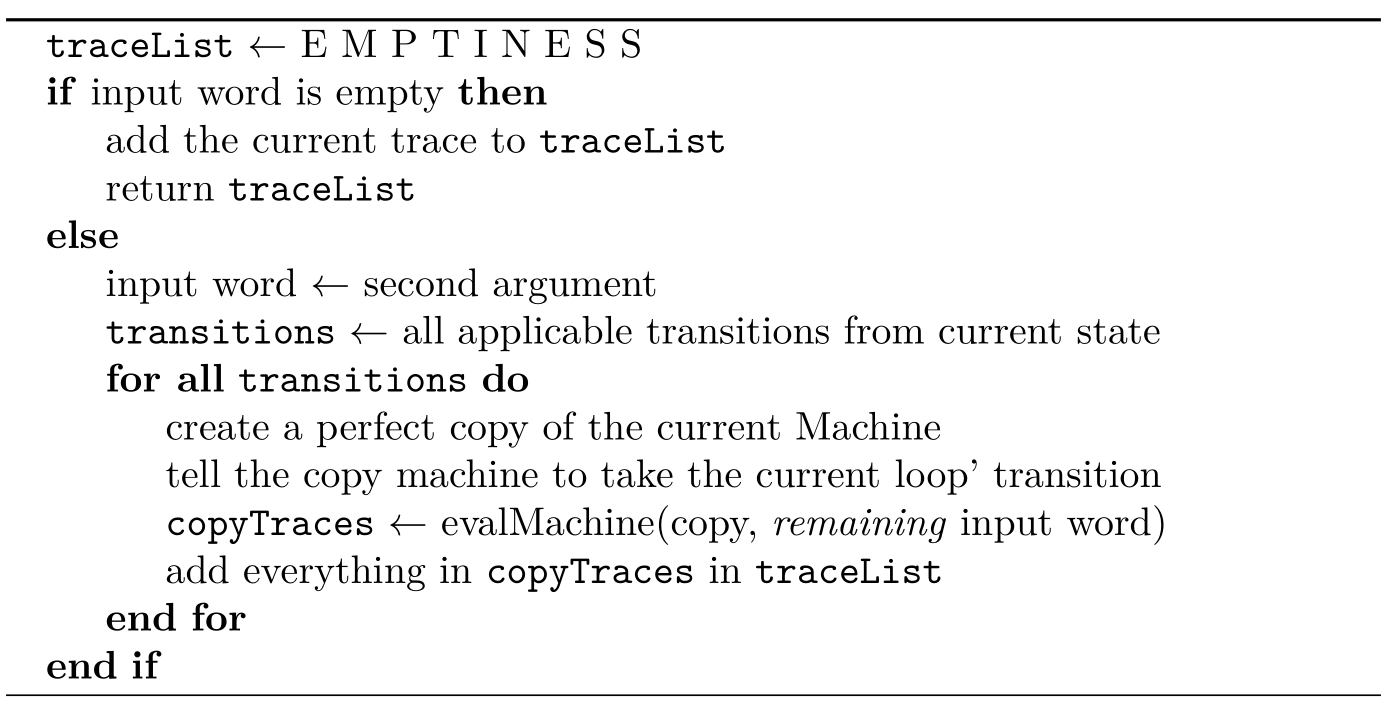 traceList ← E M P T I N E S S
if input word is empty then
add the current trace to traceList
return traceList
else
input word ← second argument
transitions ← all applicable transitions from current state
for all transitions do
create a perfect copy of the current Machine
tell the copy machine to take the current loop’ transition
copyTraces ← evalMachine(copy, remaining input word)
add everything in copyTraces in traceList
end for
end if